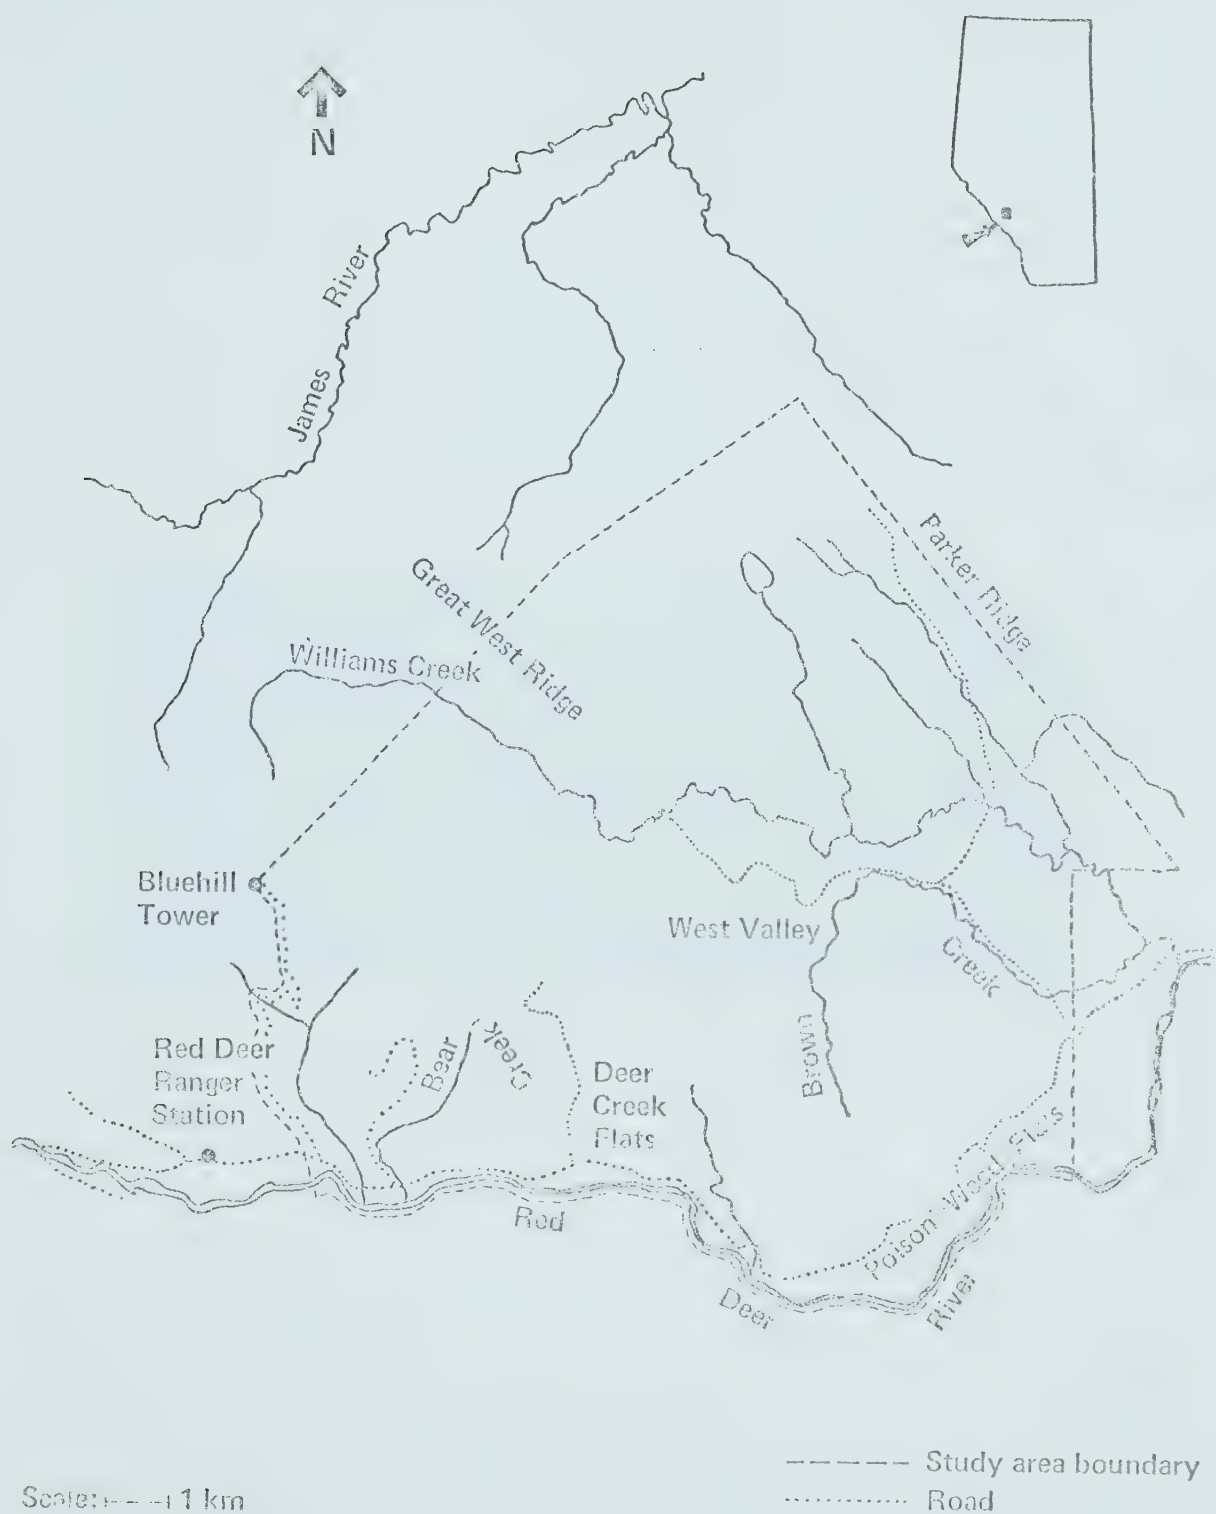 N
James River
Parker Ridge
Great West Ridge
Williams Creek
Bluehill
Tower
West Valley
Brown Creek
Red Deer
Ranger
Station
Bear Creek
Deer
Creek
Flats
Poison Weed Flats
Red Deer River
Study area boundary
Scale: 1 km
Road